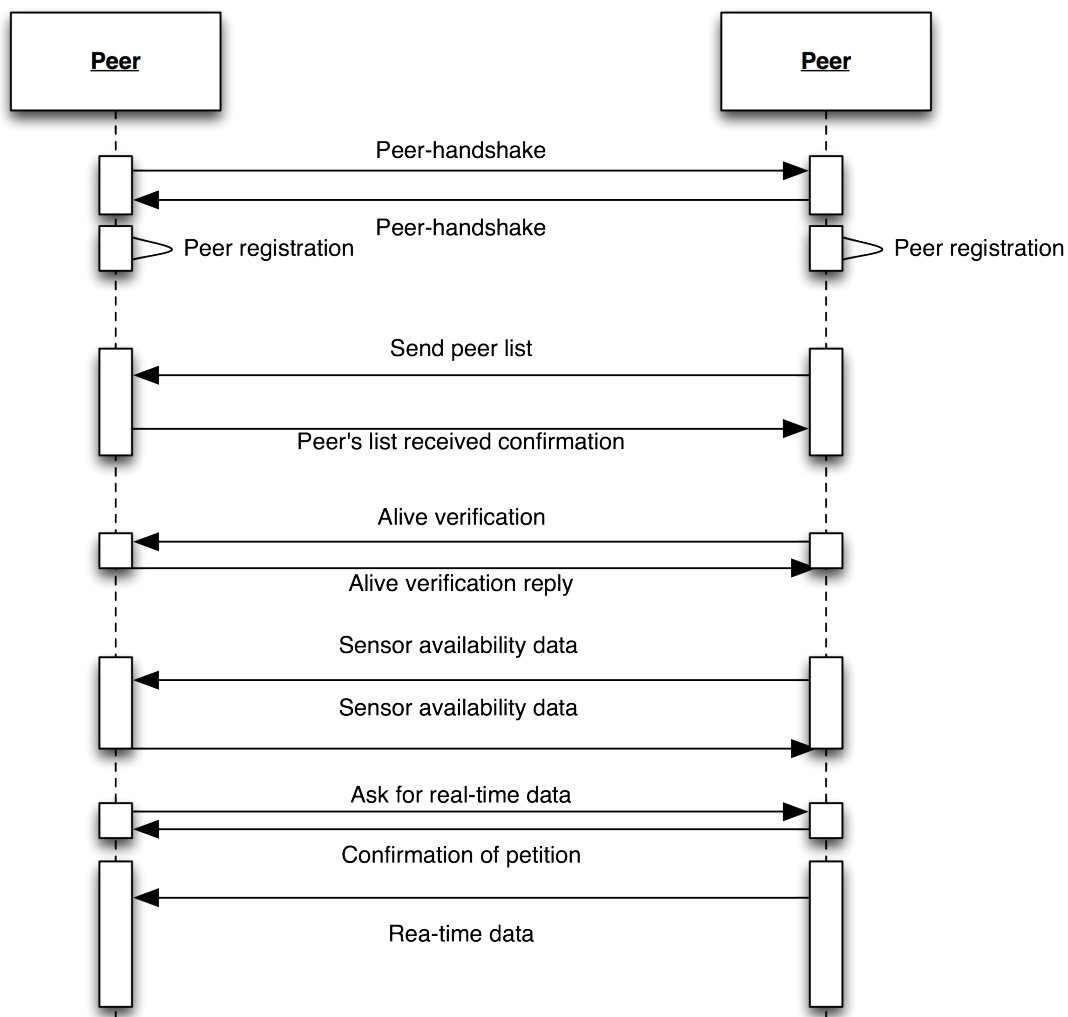 Peer
Peer
Peer-handshake
Peer-handshake
Peer registration
Peer registration
Send peer list
Peer's list received confirmation
Alive verification
Alive verification reply
Sensor availability data
Sensor availability data
Ask for real-time data
Confirmation of petition
Rea-time data